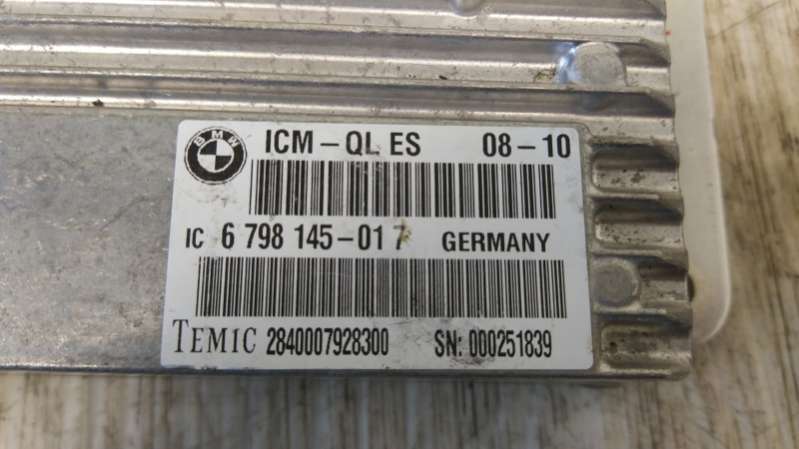 BMW ICM-QL ES 08-10
IC 6 798 145-01 7 GERMANY
TEMIC 2840007928300 SN: 000251839